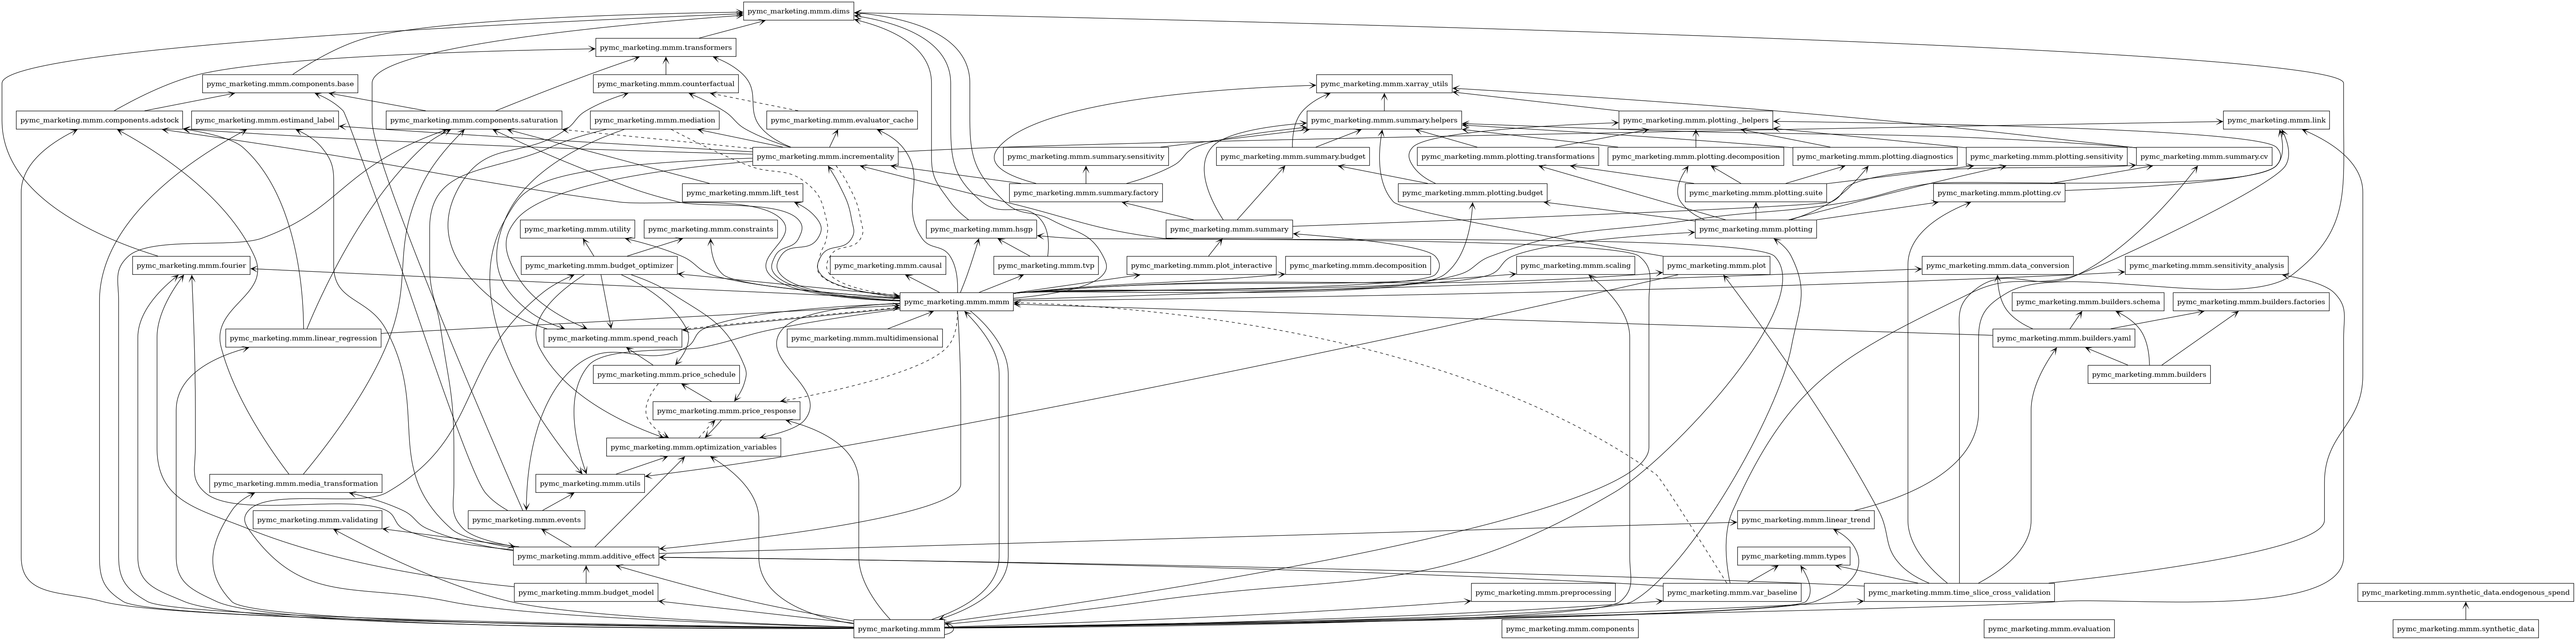 pymc_marketing.mmm.dims
pymc_marketing.mmm.transformers
pymc_marketing.mmm.components.base
pymc_marketing.mmm.counterfactual
pymc_marketing.mmm.xarray_utils
pymc_marketing.mmm.components.adstock
pymc_marketing.mmm.estimand_label
pymc_marketing.mmm.components.saturation
pymc_marketing.mmm.mediation
pymc_marketing.mmm.evaluator_cache
pymc_marketing.mmm.summary.helpers
pymc_marketing.mmm.plotting._helpers
pymc_marketing.mmm.link
pymc_marketing.mmm.incrementality
pymc_marketing.mmm.summary.sensitivity
pymc_marketing.mmm.summary.budget
pymc_marketing.mmm.plotting.transformations
pymc_marketing.mmm.plotting.decomposition
pymc_marketing.mmm.plotting.diagnostics
pymc_marketing.mmm.plotting.sensitivity
pymc_marketing.mmm.summary.cv
pymc_marketing.mmm.lift_test
pymc_marketing.mmm.summary.factory
pymc_marketing.mmm.plotting.budget
pymc_marketing.mmm.plotting.suite
pymc_marketing.mmm.plotting.cv
pymc_marketing.mmm.utility
pymc_marketing.mmm.constraints
pymc_marketing.mmm.hsgp
pymc_marketing.mmm.summary
pymc_marketing.mmm.plotting
pymc_marketing.mmm.fourier
pymc_marketing.mmm.budget_optimizer
pymc_marketing.mmm.causal
pymc_marketing.mmm.tvp
pymc_marketing.mmm.plot_interactive
pymc_marketing.mmm.decomposition
pymc_marketing.mmm.scaling
pymc_marketing.mmm.plot
pymc_marketing.mmm.data_conversion
pymc_marketing.mmm.sensitivity_analysis
pymc_marketing.mmm.mmm
pymc_marketing.mmm.builders.schema
pymc_marketing.mmm.builders.factories
pymc_marketing.mmm.linear_regression
pymc_marketing.mmm.spend_reach
pymc_marketing.mmm.multidimensional
pymc_marketing.mmm.builders.yaml
pymc_marketing.mmm.price_schedule
pymc_marketing.mmm.builders
pymc_marketing.mmm.price_response
pymc_marketing.mmm.optimization_variables
pymc_marketing.mmm.media_transformation
pymc_marketing.mmm.utils
pymc_marketing.mmm.validating
pymc_marketing.mmm.events
pymc_marketing.mmm.linear_trend
pymc_marketing.mmm.additive_effect
pymc_marketing.mmm.types
pymc_marketing.mmm.budget_model
pymc_marketing.mmm.preprocessing
pymc_marketing.mmm.var_baseline
pymc_marketing.mmm.time_slice_cross_validation
pymc_marketing.mmm.synthetic_data.endogenous_spend
pymc_marketing.mmm
pymc_marketing.mmm.components
pymc_marketing.mmm.evaluation
pymc_marketing.mmm.synthetic_data